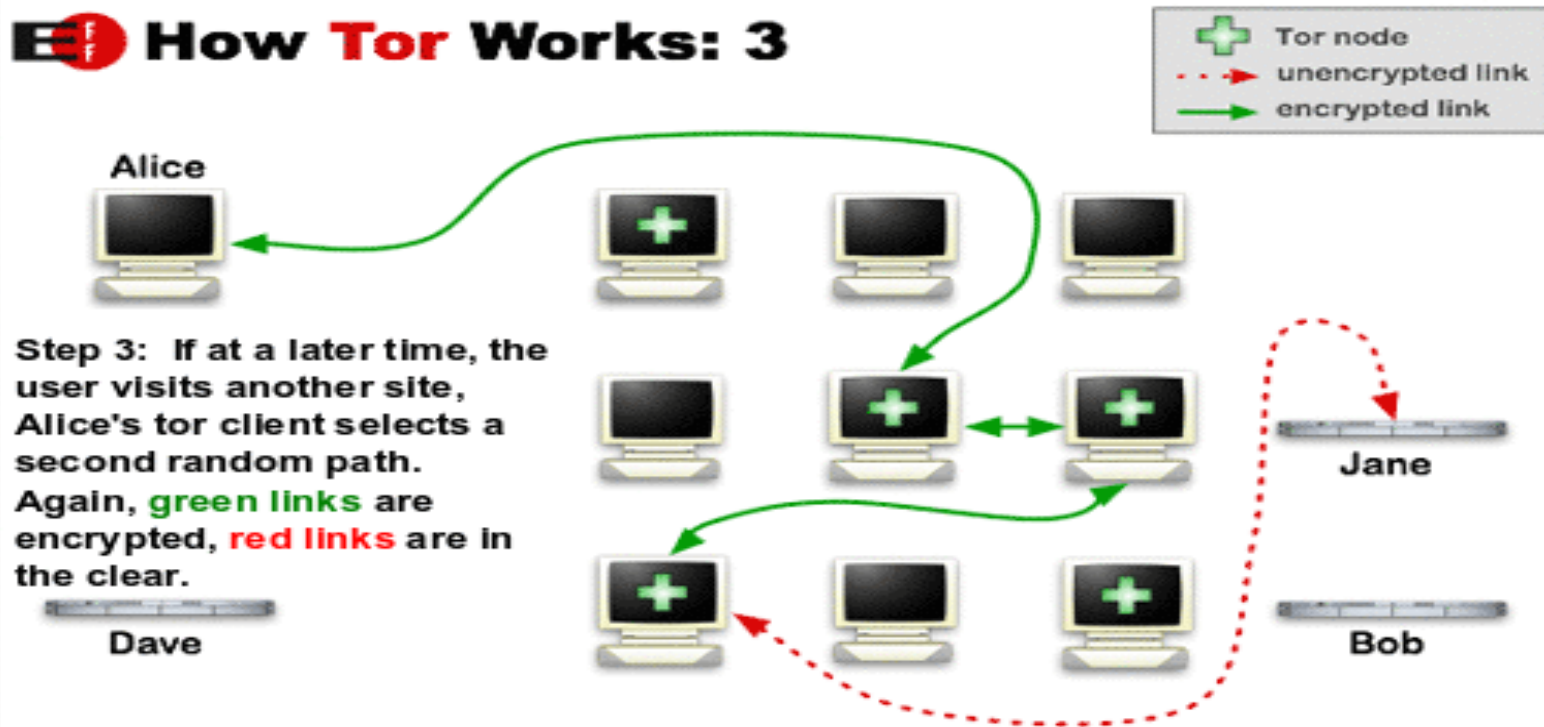 EFF How Tor Works: 3
Tor node
unencrypted link
encrypted link
Alice
Step 3: If at a later time, the
user visits another site,
Alice's tor client selects a
second random path.
Again, green links are
encrypted, red links are in
the clear.
Dave
Jane
Bob